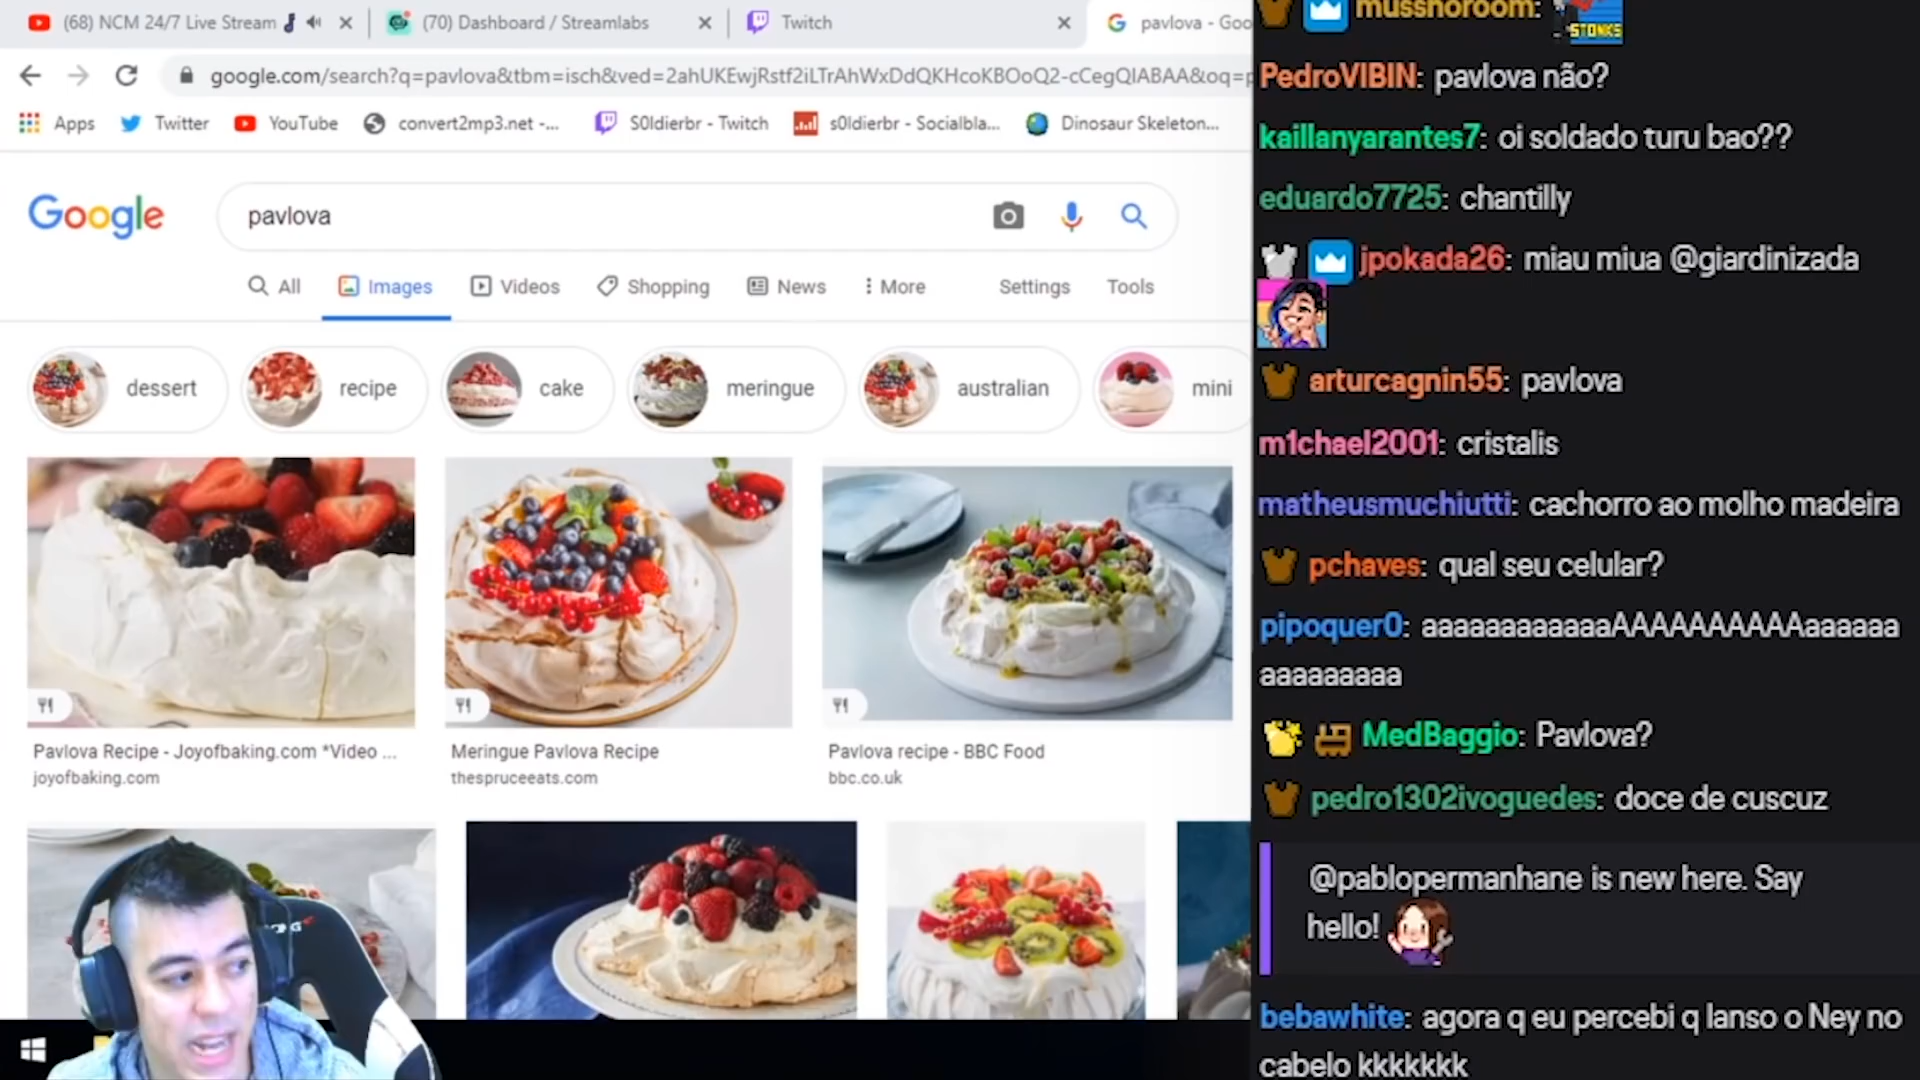 (68) NCM 24/7 Live Stream
(70) Dashboard / Streamlabs
Twitch
pavlova - Goo
google.com/search?q=pavlova&tbm=isch&ved=2ahUKEwjRstf2iLTrAhWxDdQKHcoKBOoQ2-cCegQIABAA&oq=p
Apps
Twitter
YouTube
convert2mp3.net -...
S0ldierbr - Twitch
s0ldierbr - Socialbla...
Dinosaur Skeleton...
Google
pavlova
All
Images
Videos
Shopping
News
More
Settings
Tools
dessert
recipe
cake
meringue
australian
mini
Pavlova Recipe - Joyofbaking.com *Video ...
joyofbaking.com
Meringue Pavlova Recipe
thespruceeats.com
Pavlova recipe - BBC Food
bbc.co.uk
musshoroom:
STONKS
PedroVIBIN: pavlova não?
kaillanyarantes7: oi soldado turu bao??
eduardo7725: chantilly
jpokada26: miau miua @giardinizada
arturcagnin55: pavlova
m1chael2001: cristalis
matheusmuchiutti: cachorro ao molho madeira
pchaves: qual seu celular?
pipoquer0: aaaaaaaaaaaaAAAAAAAAAAaaaaaa
aaaaaaaaa
MedBaggio: Pavlova?
pedro1302ivoguedes: doce de cuscuz
@pablopermanhane is new here. Say
hello!
bebawhite: agora q eu percebi q lanso o Ney no
cabelo kkkkkkk